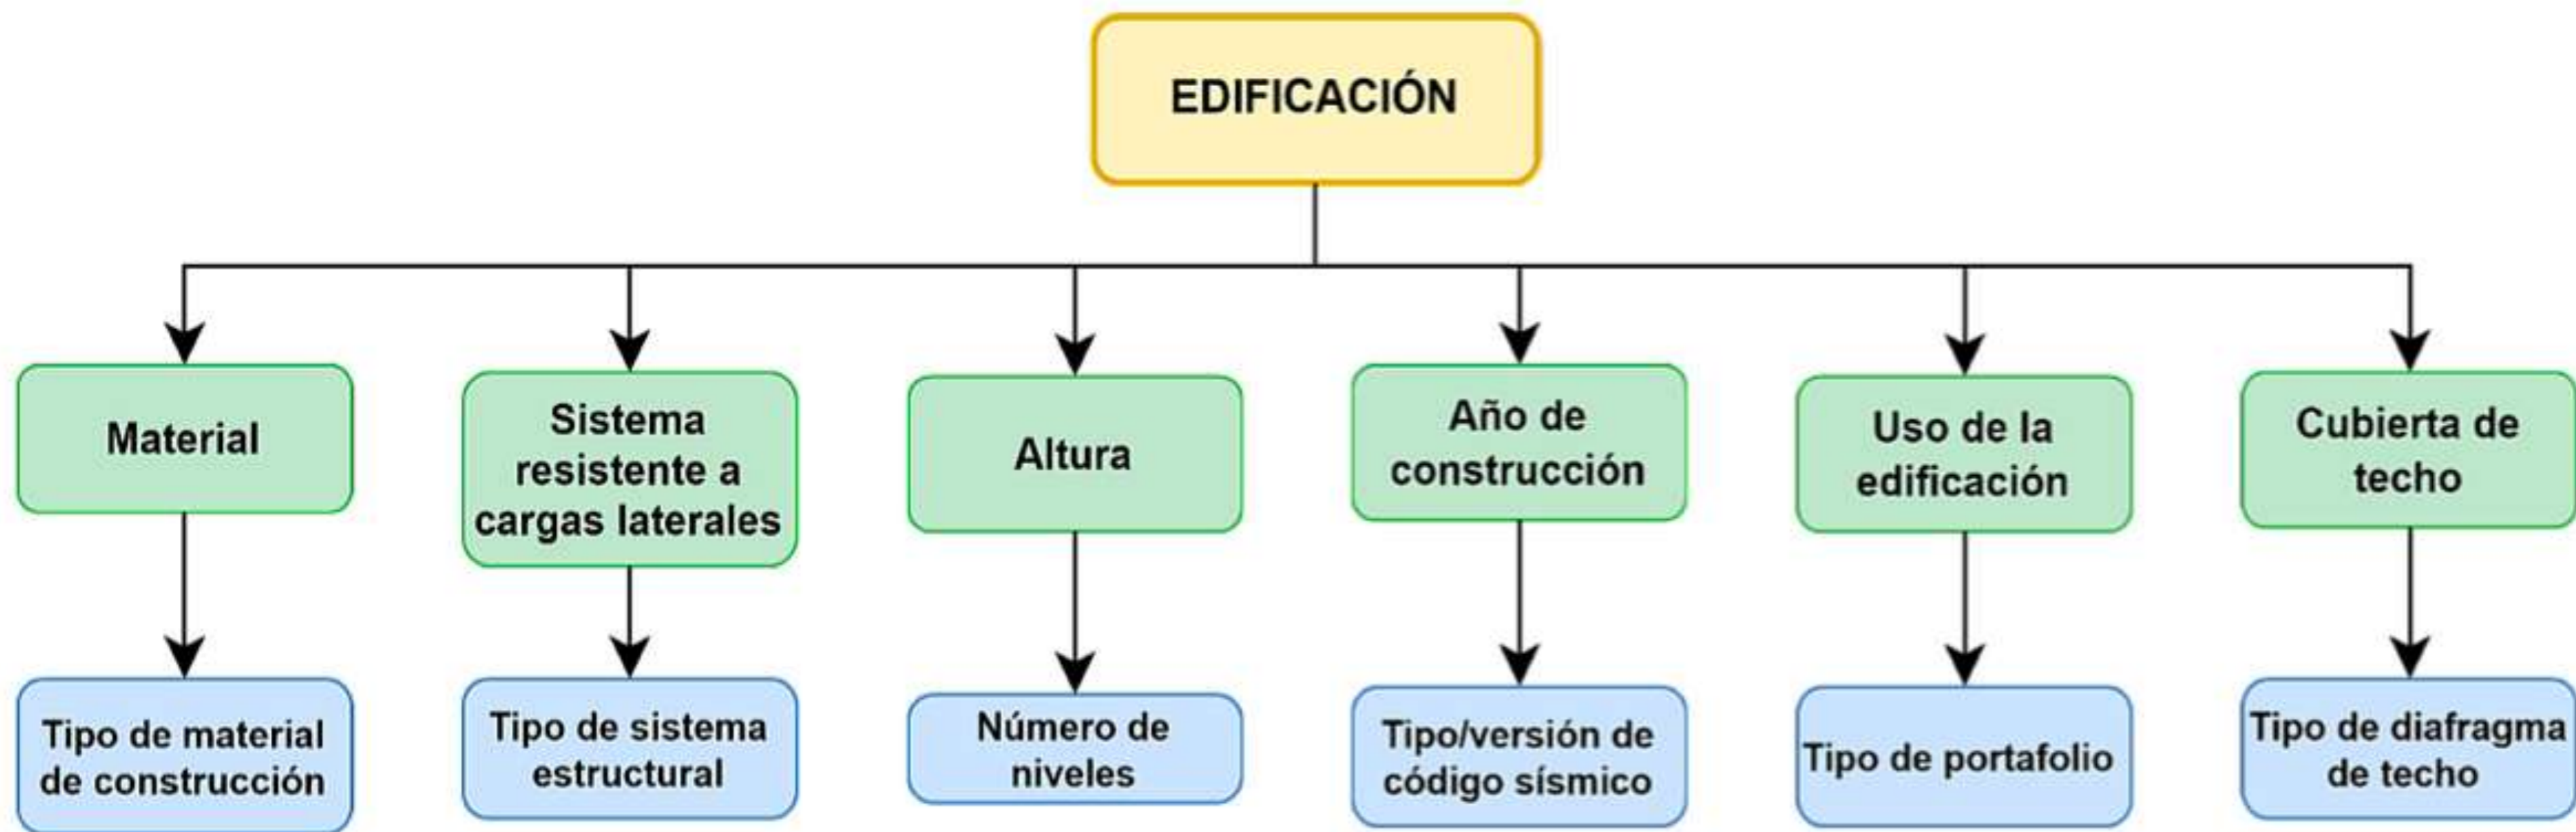 EDIFICACIÓN
Material
Sistema
resistente a
cargas laterales
Altura
Año de
construcción
Uso de la
edificación
Cubierta de
techo
Tipo de material
de construcción
Tipo de sistema
estructural
Número de
niveles
Tipo/versión de
código sísmico
Tipo de portafolio
Tipo de diafragma
de techo